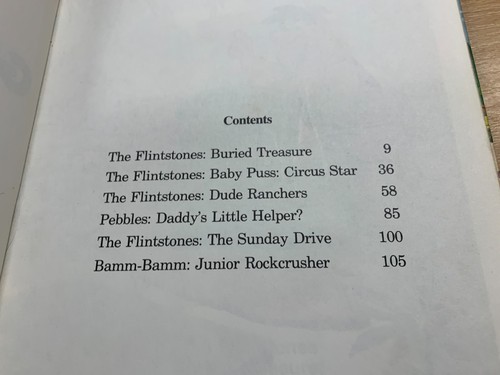 Contents
The Flintstones: Buried Treasure 9
The Flintstones: Baby Puss: Circus Star 36
The Flintstones: Dude Ranchers 58
Pebbles: Daddy's Little Helper? 85
The Flintstones: The Sunday Drive 100
Bamm-Bamm: Junior Rockcrusher 105